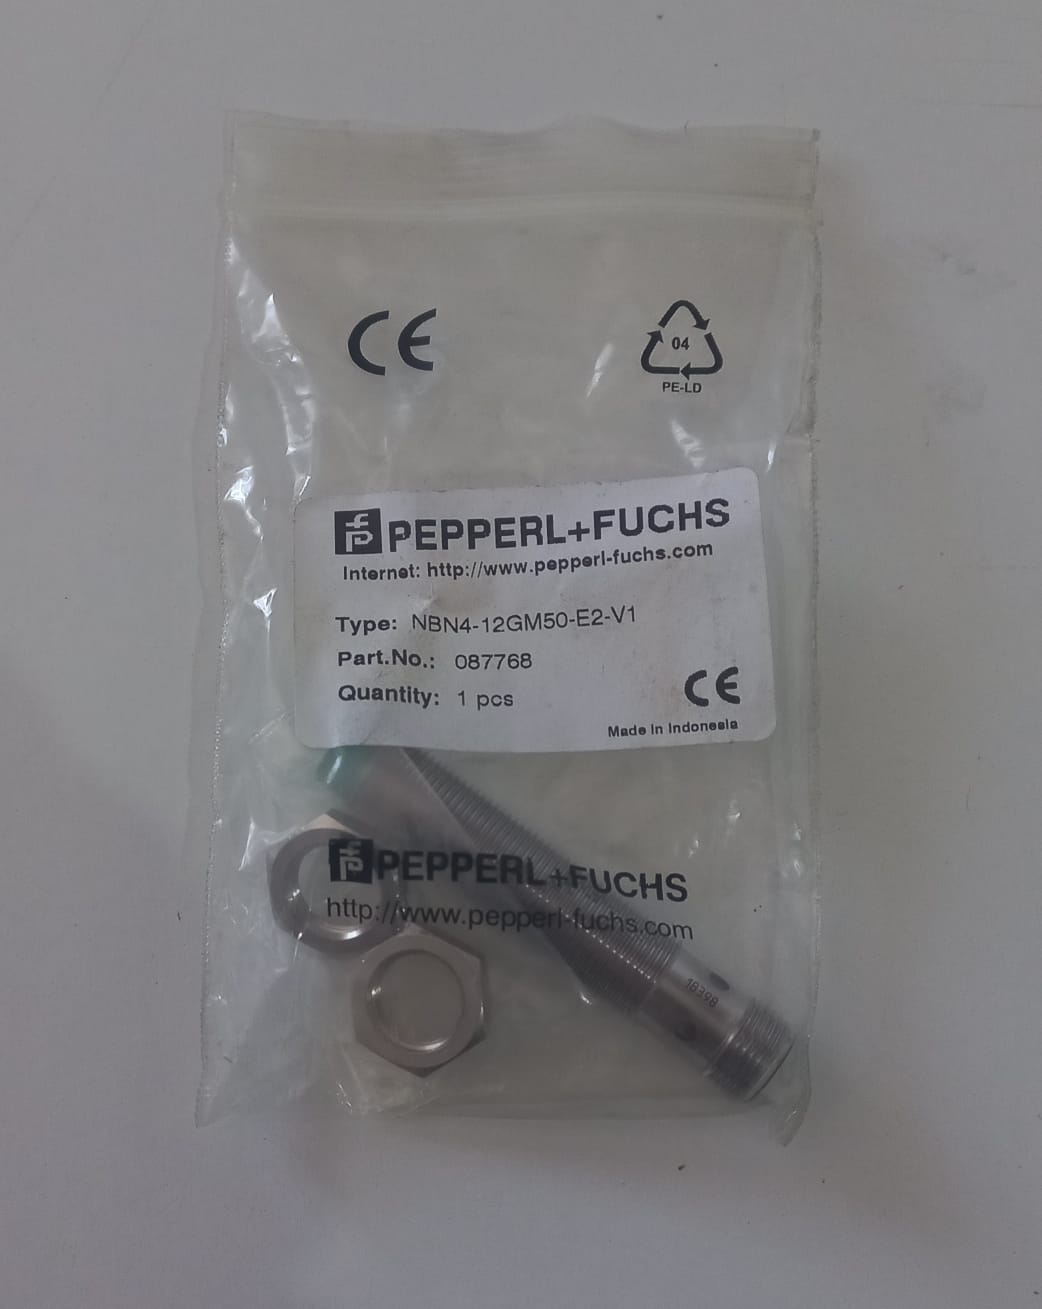 CE
04
PE-LD
PEPPERL+FUCHS
Internet: http://www.pepperl-fuchs.com
Type: NBN4-12GM50-E2-V1
Part.No.: 087768
Quantity: 1 pcs
CE
Made in Indonesia
PEPPERL+FUCHS
http://www.pepperl-fuchs.com
18398